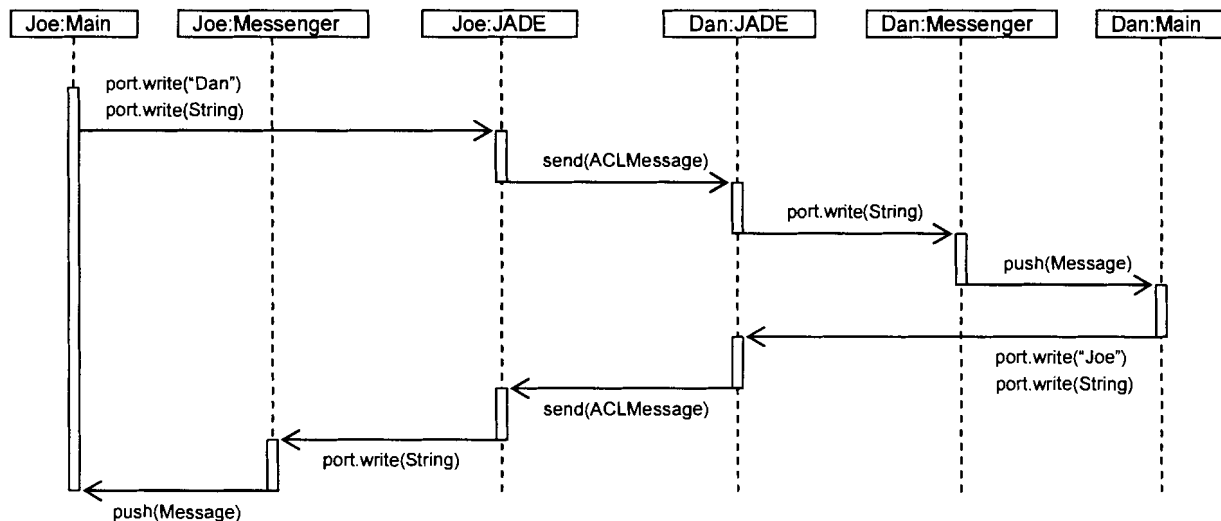 Joe:Main
Joe:Messenger
Joe:JADE
Dan:JADE
Dan:Messenger
Dan:Main
port.write("Dan")
port.write(String)
send(ACLMessage)
port.write(String)
push(Message)
port.write("Joe")
port.write(String)
send(ACLMessage)
port.write(String)
push(Message)